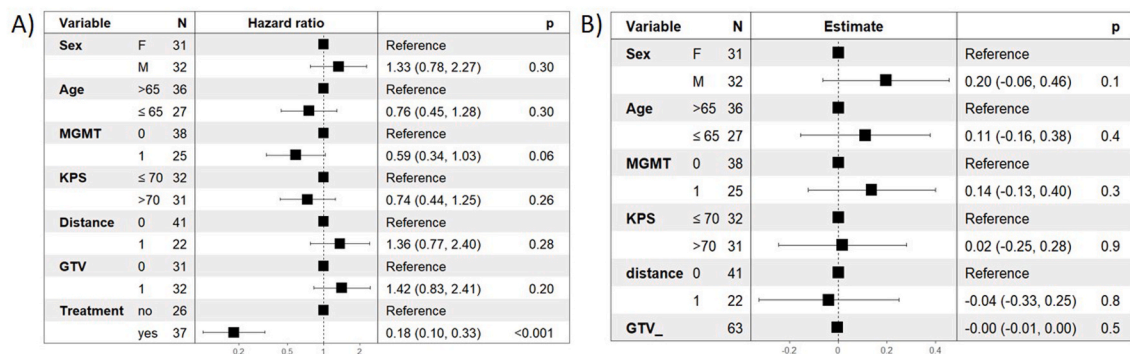 A)
Variable N Hazard ratio p
Sex F 31 Reference
M 32 1.33 (0.78, 2.27) 0.30
Age >65 36 Reference
≤ 65 27 0.76 (0.45, 1.28) 0.30
MGMT 0 38 Reference
1 25 0.59 (0.34, 1.03) 0.06
KPS ≤ 70 32 Reference
>70 31 0.74 (0.44, 1.25) 0.26
Distance 0 41 Reference
1 22 1.36 (0.77, 2.40) 0.28
GTV 0 31 Reference
1 32 1.42 (0.83, 2.41) 0.20
Treatment no 26 Reference
yes 37 0.18 (0.10, 0.33) <0.001
0.2 0.5 1 2
B)
Variable N Estimate p
Sex F 31 Reference
M 32 0.20 (-0.06, 0.46) 0.1
Age >65 36 Reference
≤ 65 27 0.11 (-0.16, 0.38) 0.4
MGMT 0 38 Reference
1 25 0.14 (-0.13, 0.40) 0.3
KPS ≤ 70 32 Reference
>70 31 0.02 (-0.25, 0.28) 0.9
distance 0 41 Reference
1 22 -0.04 (-0.33, 0.25) 0.8
GTV_ 63 -0.00 (-0.01, 0.00) 0.5
-0.2 0 0.2 0.4